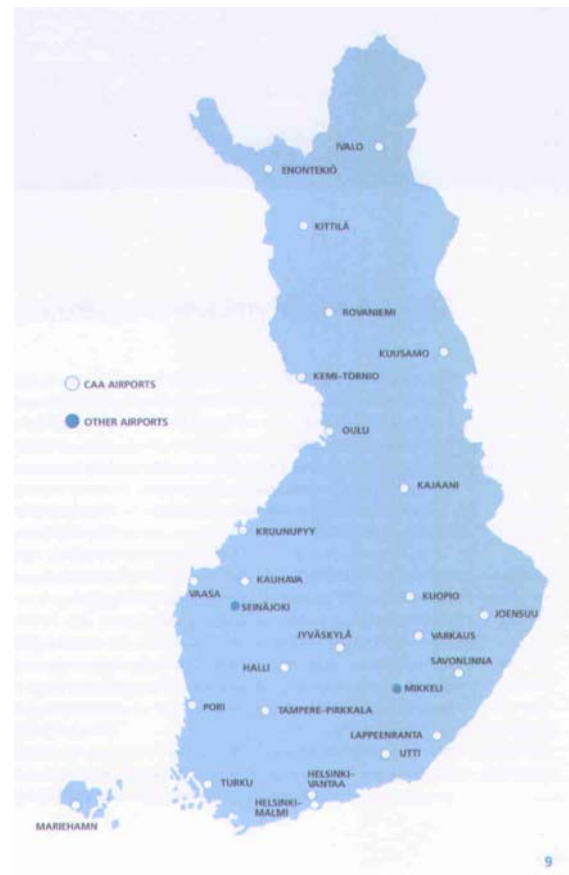 IVALO
ENONTEKIÖ
KITTILÄ
ROVANIEMI
KUUSAMO
KEMI–TORNIO
CAA AIRPORTS
OTHER AIRPORTS
OULU
KAJAANI
KRUUNUPYY
KAUHAVA
VAASA
KUOPIO
SEINÄJOKI
JOENSUU
JYVÄSKYLÄ
VARKAUS
HALLI
SAVONLINNA
MIKKELI
PORI
TAMPERE–PIRKKALA
LAPPEENRANTA
UTTI
TURKU
HELSINKI–
VANTAA
HELSINKI–
MALMI
MARIEHAMN
9